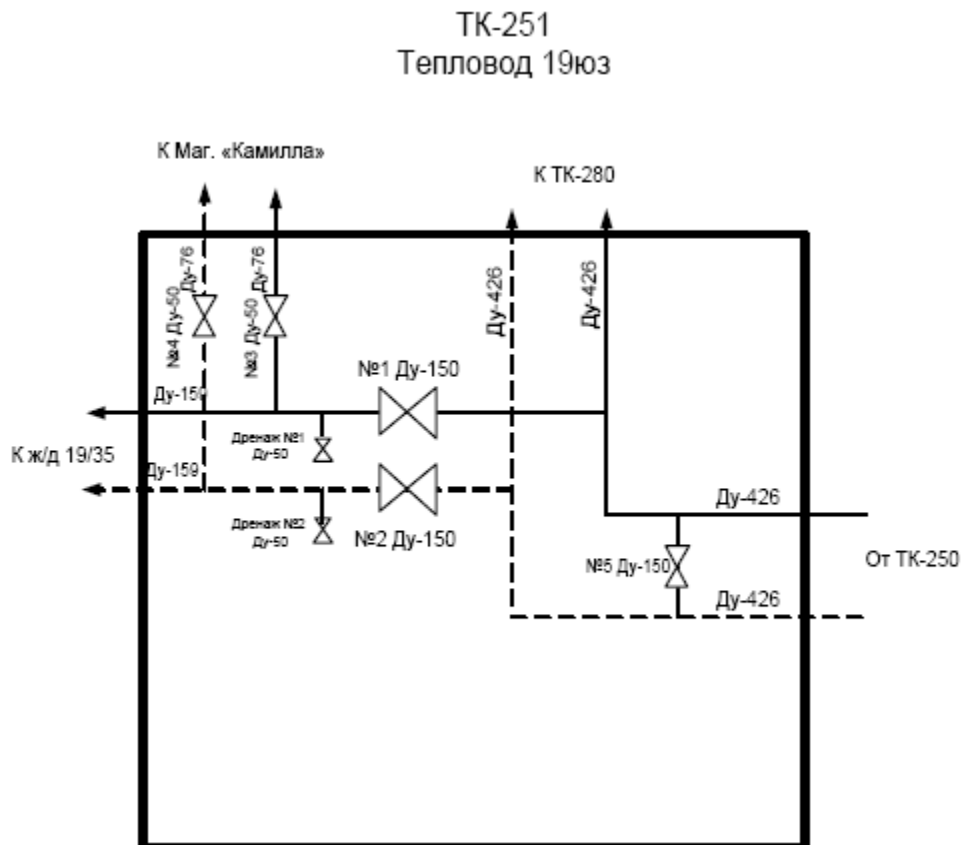 ТК-251
Тепловод 19юз
К Маг. «Камилла»
К ТК-280
Ду-76
Ду-76
Ду-426
Ду-426
№4 Ду-50
№3 Ду-50
№1 Ду-150
Ду-159
Дренаж №1
Ду-50
К ж/д 19/35
Ду-159
Ду-426
Дренаж №2
Ду-50
№2 Ду-150
№5 Ду-150
От ТК-250
Ду-426